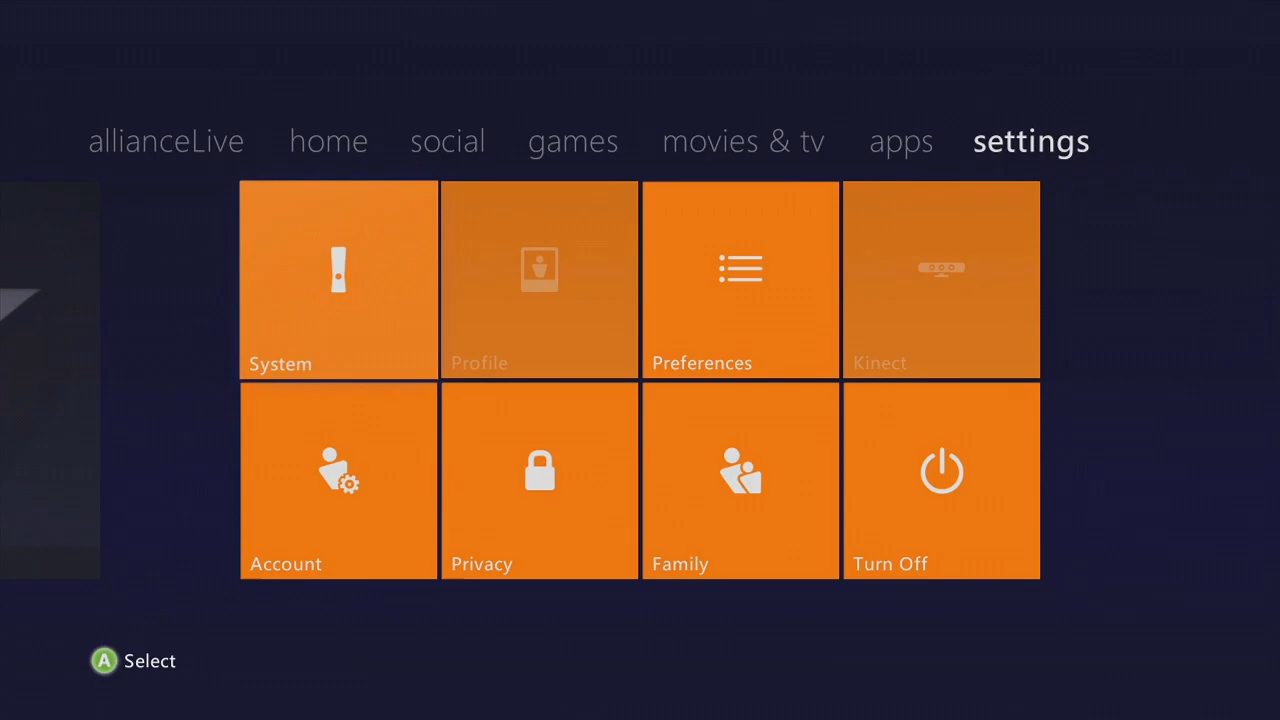 allianceLive home social games movies & tv apps settings
System Profile Preferences Kinect
Account Privacy Family Turn Off
A Select